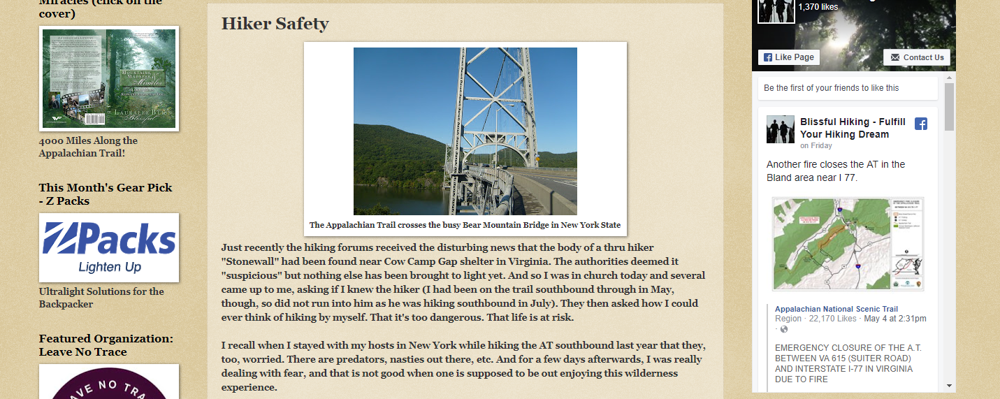 Miracles (click on the
cover)
MOUNTAINS,
MADNESS, &
Miracles
4,000 MILES
LAURALEE BLISS
Blissful
4000 Miles Along the
Appalachian Trail!
This Month's Gear Pick
- Z Packs
ZPacks
Lighten Up
Ultralight Solutions for the
Backpacker
Featured Organization:
Leave No Trace
Hiker Safety
The Appalachian Trail crosses the busy Bear Mountain Bridge in New York State
Just recently the hiking forums received the disturbing news that the body of a thru hiker
"Stonewall" had been found near Cow Camp Gap shelter in Virginia. The authorities deemed it
"suspicious" but nothing else has been brought to light yet. And so I was in church today and several
came up to me, asking if I knew the hiker (I had been on the trail southbound through in May,
though, so did not run into him as he was hiking southbound in July). They then asked how I could
ever think of hiking by myself. That it's too dangerous. That life is at risk.
I recall when I stayed with my hosts in New York while hiking the AT southbound last year that they,
too, worried. There are predators, nasties out there, etc. And for a few days afterwards, I was really
dealing with fear, and that is not good when one is supposed to be out enjoying this wilderness
experience.
1,370 likes
Like Page
Contact Us
Be the first of your friends to like this
Blissful Hiking - Fulfill
Your Hiking Dream
on Friday
Another fire closes the AT in the
Bland area near I 77.
Appalachian National Scenic Trail
Region · 22,170 Likes · May 4 at 2:31pm
·
EMERGENCY CLOSURE OF THE A.T.
BETWEEN VA 615 (SUITER ROAD)
AND INTERSTATE I-77 IN VIRGINIA
DUE TO FIRE